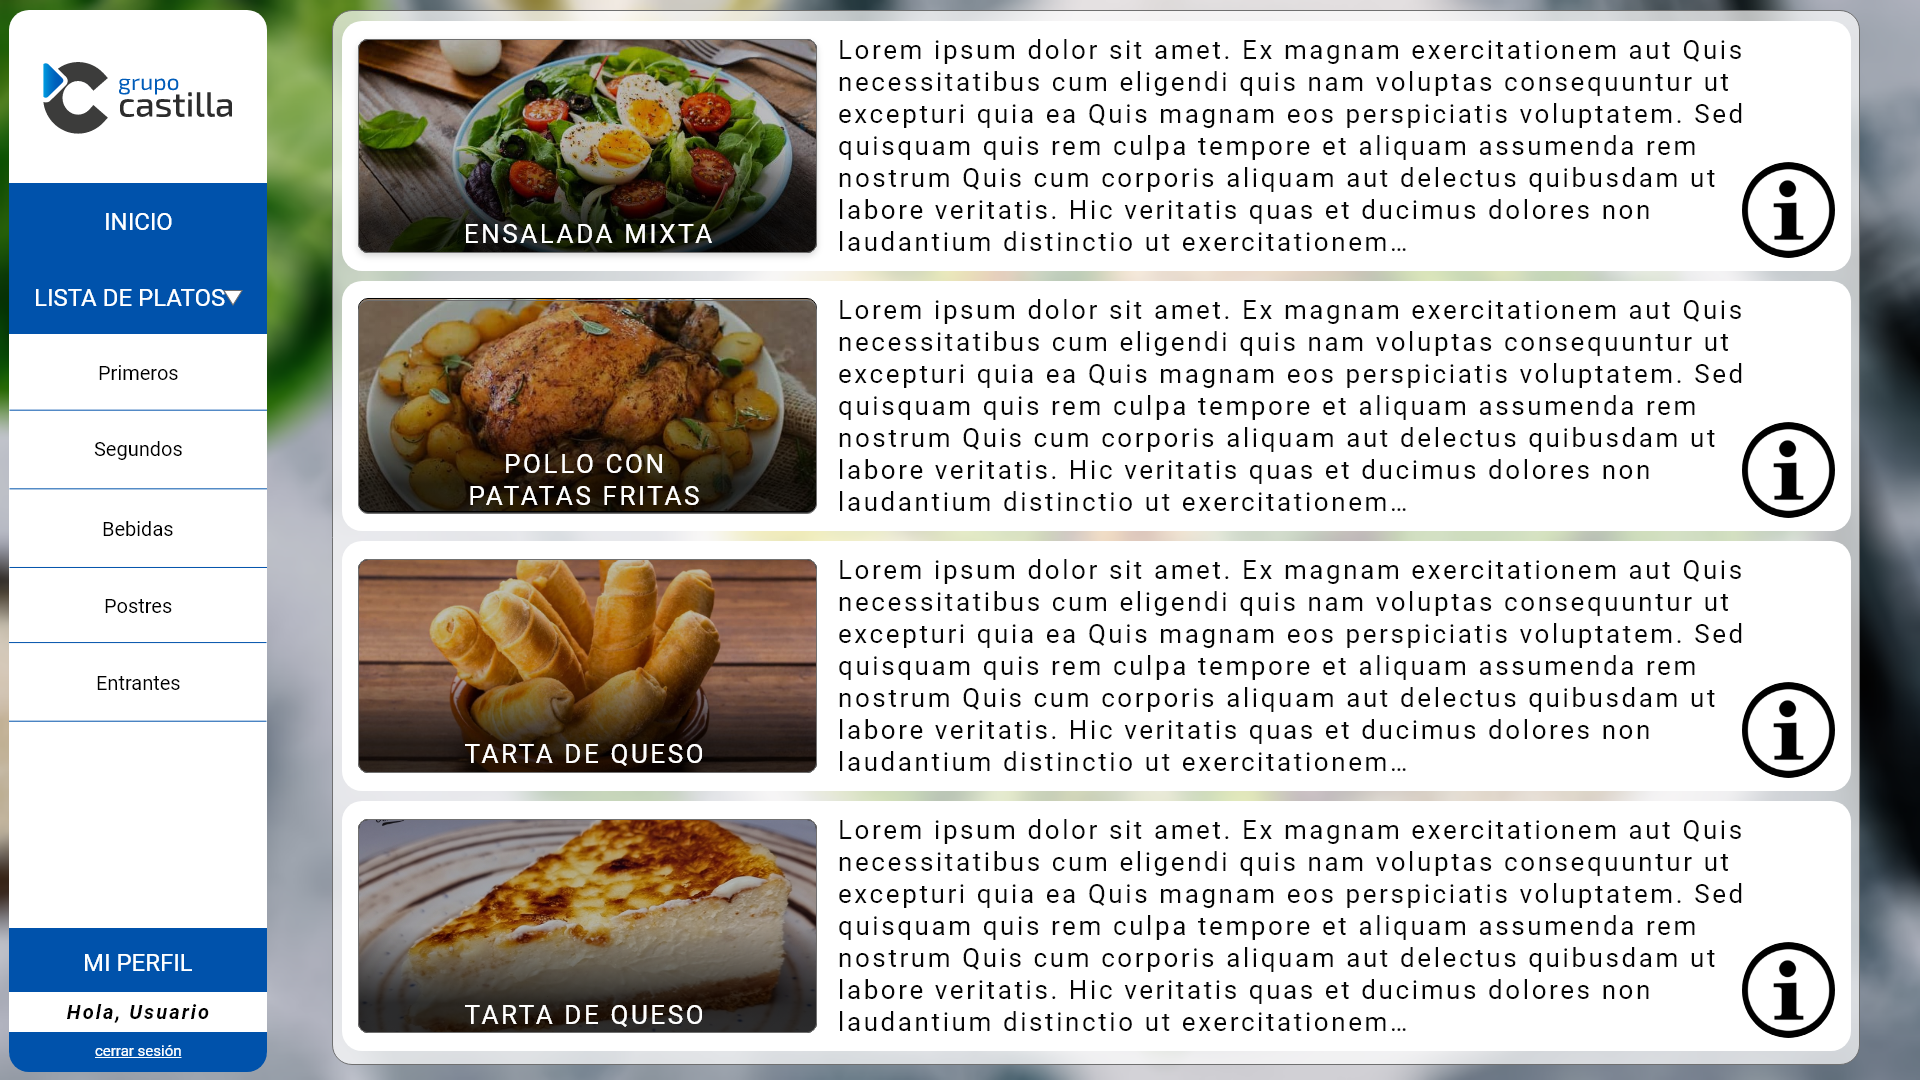 grupo
castilla
INICIO
LISTA DE PLATOS
Primeros
Segundos
Bebidas
Postres
Entrantes
MI PERFIL
Hola, Usuario
cerrar sesión
ENSALADA MIXTA
Lorem ipsum dolor sit amet. Ex magnam exercitationem aut Quis
necessitatibus cum eligendi quis nam voluptas consequuntur ut
excepturi quia ea Quis magnam eos perspiciatis voluptatem. Sed
quisquam quis rem culpa tempore et aliquam assumenda rem
nostrum Quis cum corporis aliquam aut delectus quibusdam ut
labore veritatis. Hic veritatis quas et ducimus dolores non
laudantium distinctio ut exercitationem…
POLLO CON
PATATAS FRITAS
Lorem ipsum dolor sit amet. Ex magnam exercitationem aut Quis
necessitatibus cum eligendi quis nam voluptas consequuntur ut
excepturi quia ea Quis magnam eos perspiciatis voluptatem. Sed
quisquam quis rem culpa tempore et aliquam assumenda rem
nostrum Quis cum corporis aliquam aut delectus quibusdam ut
labore veritatis. Hic veritatis quas et ducimus dolores non
laudantium distinctio ut exercitationem…
TARTA DE QUESO
Lorem ipsum dolor sit amet. Ex magnam exercitationem aut Quis
necessitatibus cum eligendi quis nam voluptas consequuntur ut
excepturi quia ea Quis magnam eos perspiciatis voluptatem. Sed
quisquam quis rem culpa tempore et aliquam assumenda rem
nostrum Quis cum corporis aliquam aut delectus quibusdam ut
labore veritatis. Hic veritatis quas et ducimus dolores non
laudantium distinctio ut exercitationem…
TARTA DE QUESO
Lorem ipsum dolor sit amet. Ex magnam exercitationem aut Quis
necessitatibus cum eligendi quis nam voluptas consequuntur ut
excepturi quia ea Quis magnam eos perspiciatis voluptatem. Sed
quisquam quis rem culpa tempore et aliquam assumenda rem
nostrum Quis cum corporis aliquam aut delectus quibusdam ut
labore veritatis. Hic veritatis quas et ducimus dolores non
laudantium distinctio ut exercitationem…